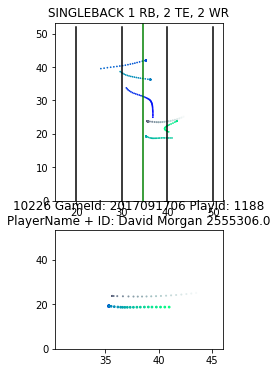 SINGLEBACK 1 RB, 2 TE, 2 WR
50
40
30
20
10
0
20 30 40 50
10226 GameId: 2017091706 PlayId: 1188
PlayerName + ID: David Morgan 2555306.0
40
20
0
35 40 45